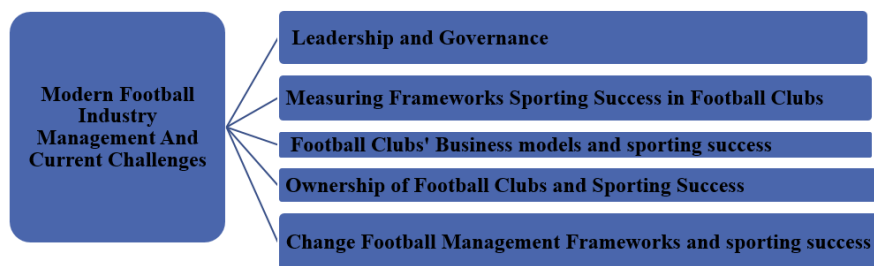 Modern Football
Industry
Management And
Current Challenges
Leadership and Governance
Measuring Frameworks Sporting Success in Football Clubs
Football Clubs' Business models and sporting success
Ownership of Football Clubs and Sporting Success
Change Football Management Frameworks and sporting success